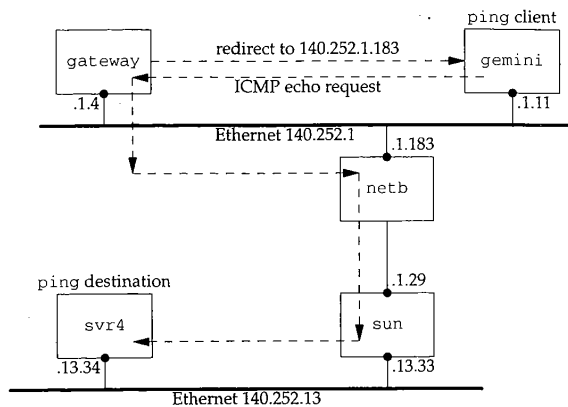 ping client
gateway
redirect to 140.252.1.183
gemini
ICMP echo request
.1.4
.1.11
Ethernet 140.252.1
.1.183
netb
.1.29
ping destination
svr4
sun
.13.34
.13.33
Ethernet 140.252.13